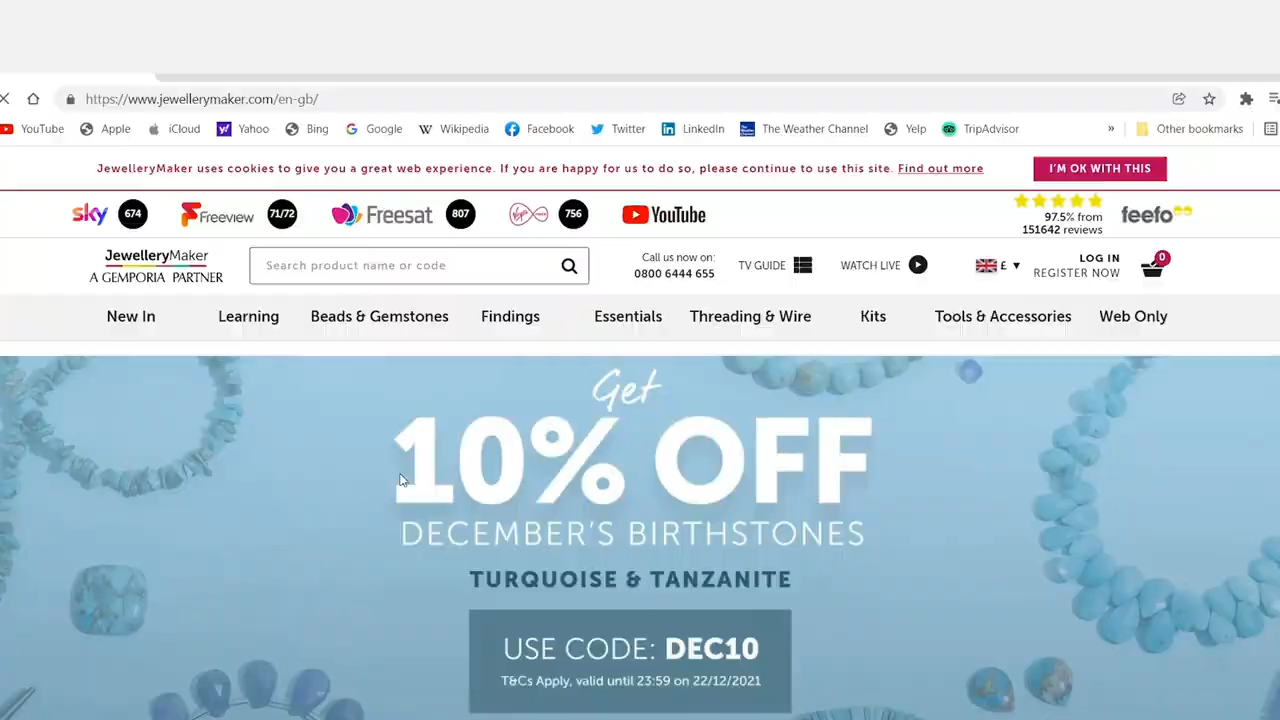 https://www.jewellerymaker.com/en-gb/
YouTube Apple iCloud Yahoo Bing Google Wikipedia Facebook Twitter LinkedIn The Weather Channel Yelp TripAdvisor » Other bookmarks
JewelleryMaker uses cookies to give you a great web experience. If you are happy for us to do so, please continue to use this site. Find out more I'M OK WITH THIS
sky 674 Freeview 71/72 Freesat 807 Virgin media 756 YouTube
97.5% from
151642 reviews
feefo
JewelleryMaker
A GEMPORIA PARTNER
Search product name or code
Call us now on:
0800 6444 655
TV GUIDE WATCH LIVE £ ▼
LOG IN
REGISTER NOW
0
New In Learning Beads & Gemstones Findings Essentials Threading & Wire Kits Tools & Accessories Web Only
Get
10% OFF
DECEMBER'S BIRTHSTONES
TURQUOISE & TANZANITE
USE CODE: DEC10
T&Cs Apply, valid until 23:59 on 22/12/2021